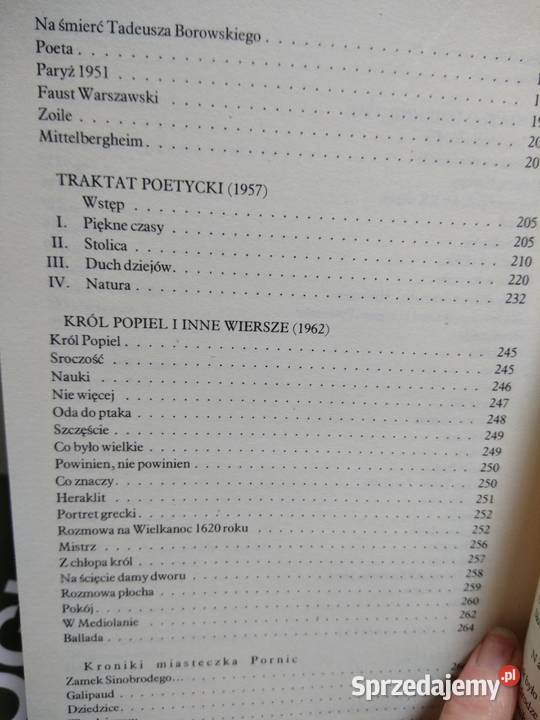 Na śmierć Tadeusza Borowskiego . . . . . . .
Poeta . . . . . . .
Paryż 1951 . . . . . . . 1
Faust Warszawski . . . . . . . 1
Zoile . . . . . . . 19
Mittelbergheim . . . . . . . 20
TRAKTAT POETYCKI (1957)
Wstęp . . . . . . . 205
I. Piękne czasy . . . . . . . 205
II. Stolica . . . . . . . 210
III. Duch dziejów . . . . . . . 220
IV. Natura . . . . . . . 232
KRÓL POPIEL I INNE WIERSZE (1962)
Król Popiel . . . . . . . 245
Sroczość . . . . . . . 245
Nauki . . . . . . . 246
Nie więcej . . . . . . . 247
Oda do ptaka . . . . . . . 248
Szczęście . . . . . . . 249
Co było wielkie . . . . . . . 249
Powinien, nie powinien . . . . . . . 250
Co znaczy . . . . . . . 250
Heraklit . . . . . . . 251
Portret grecki . . . . . . . 252
Rozmowa na Wielkanoc 1620 roku . . . . . . . 252
Mistrz . . . . . . . 256
Z chłopa król . . . . . . . 257
Na ścięcie damy dworu . . . . . . . 258
Rozmowa płocha . . . . . . . 259
Pokój . . . . . . . 260
W Mediolanie . . . . . . . 262
Ballada . . . . . . . 264
Kroniki miasteczka Pornic
Zamek Sinobrodego . . .
Galipaud . . . . . . .
Dziedzice . . . . . . .
Sprzedajemy.pl